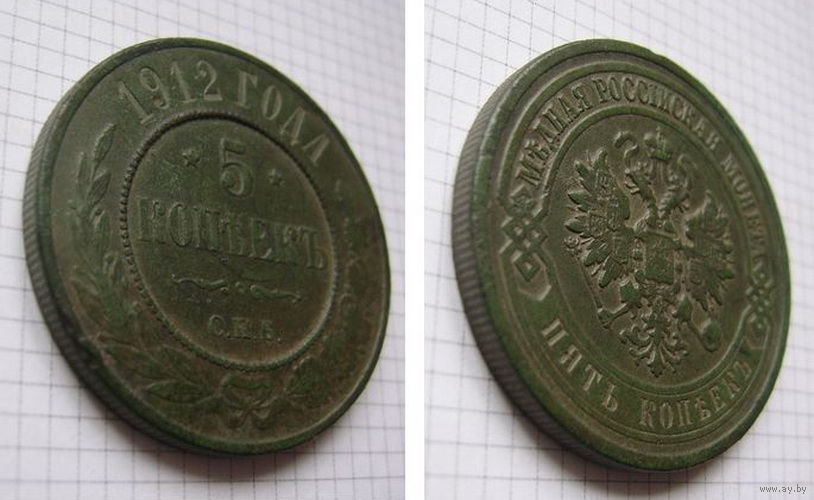 1912 ГОДА
5
КОПѢЕКЪ
С.П.Б.
МѢДНАЯ РОССІЙСКАЯ МОНЕТА
ПЯТЬ КОПѢЕКЪ
www.ay.by